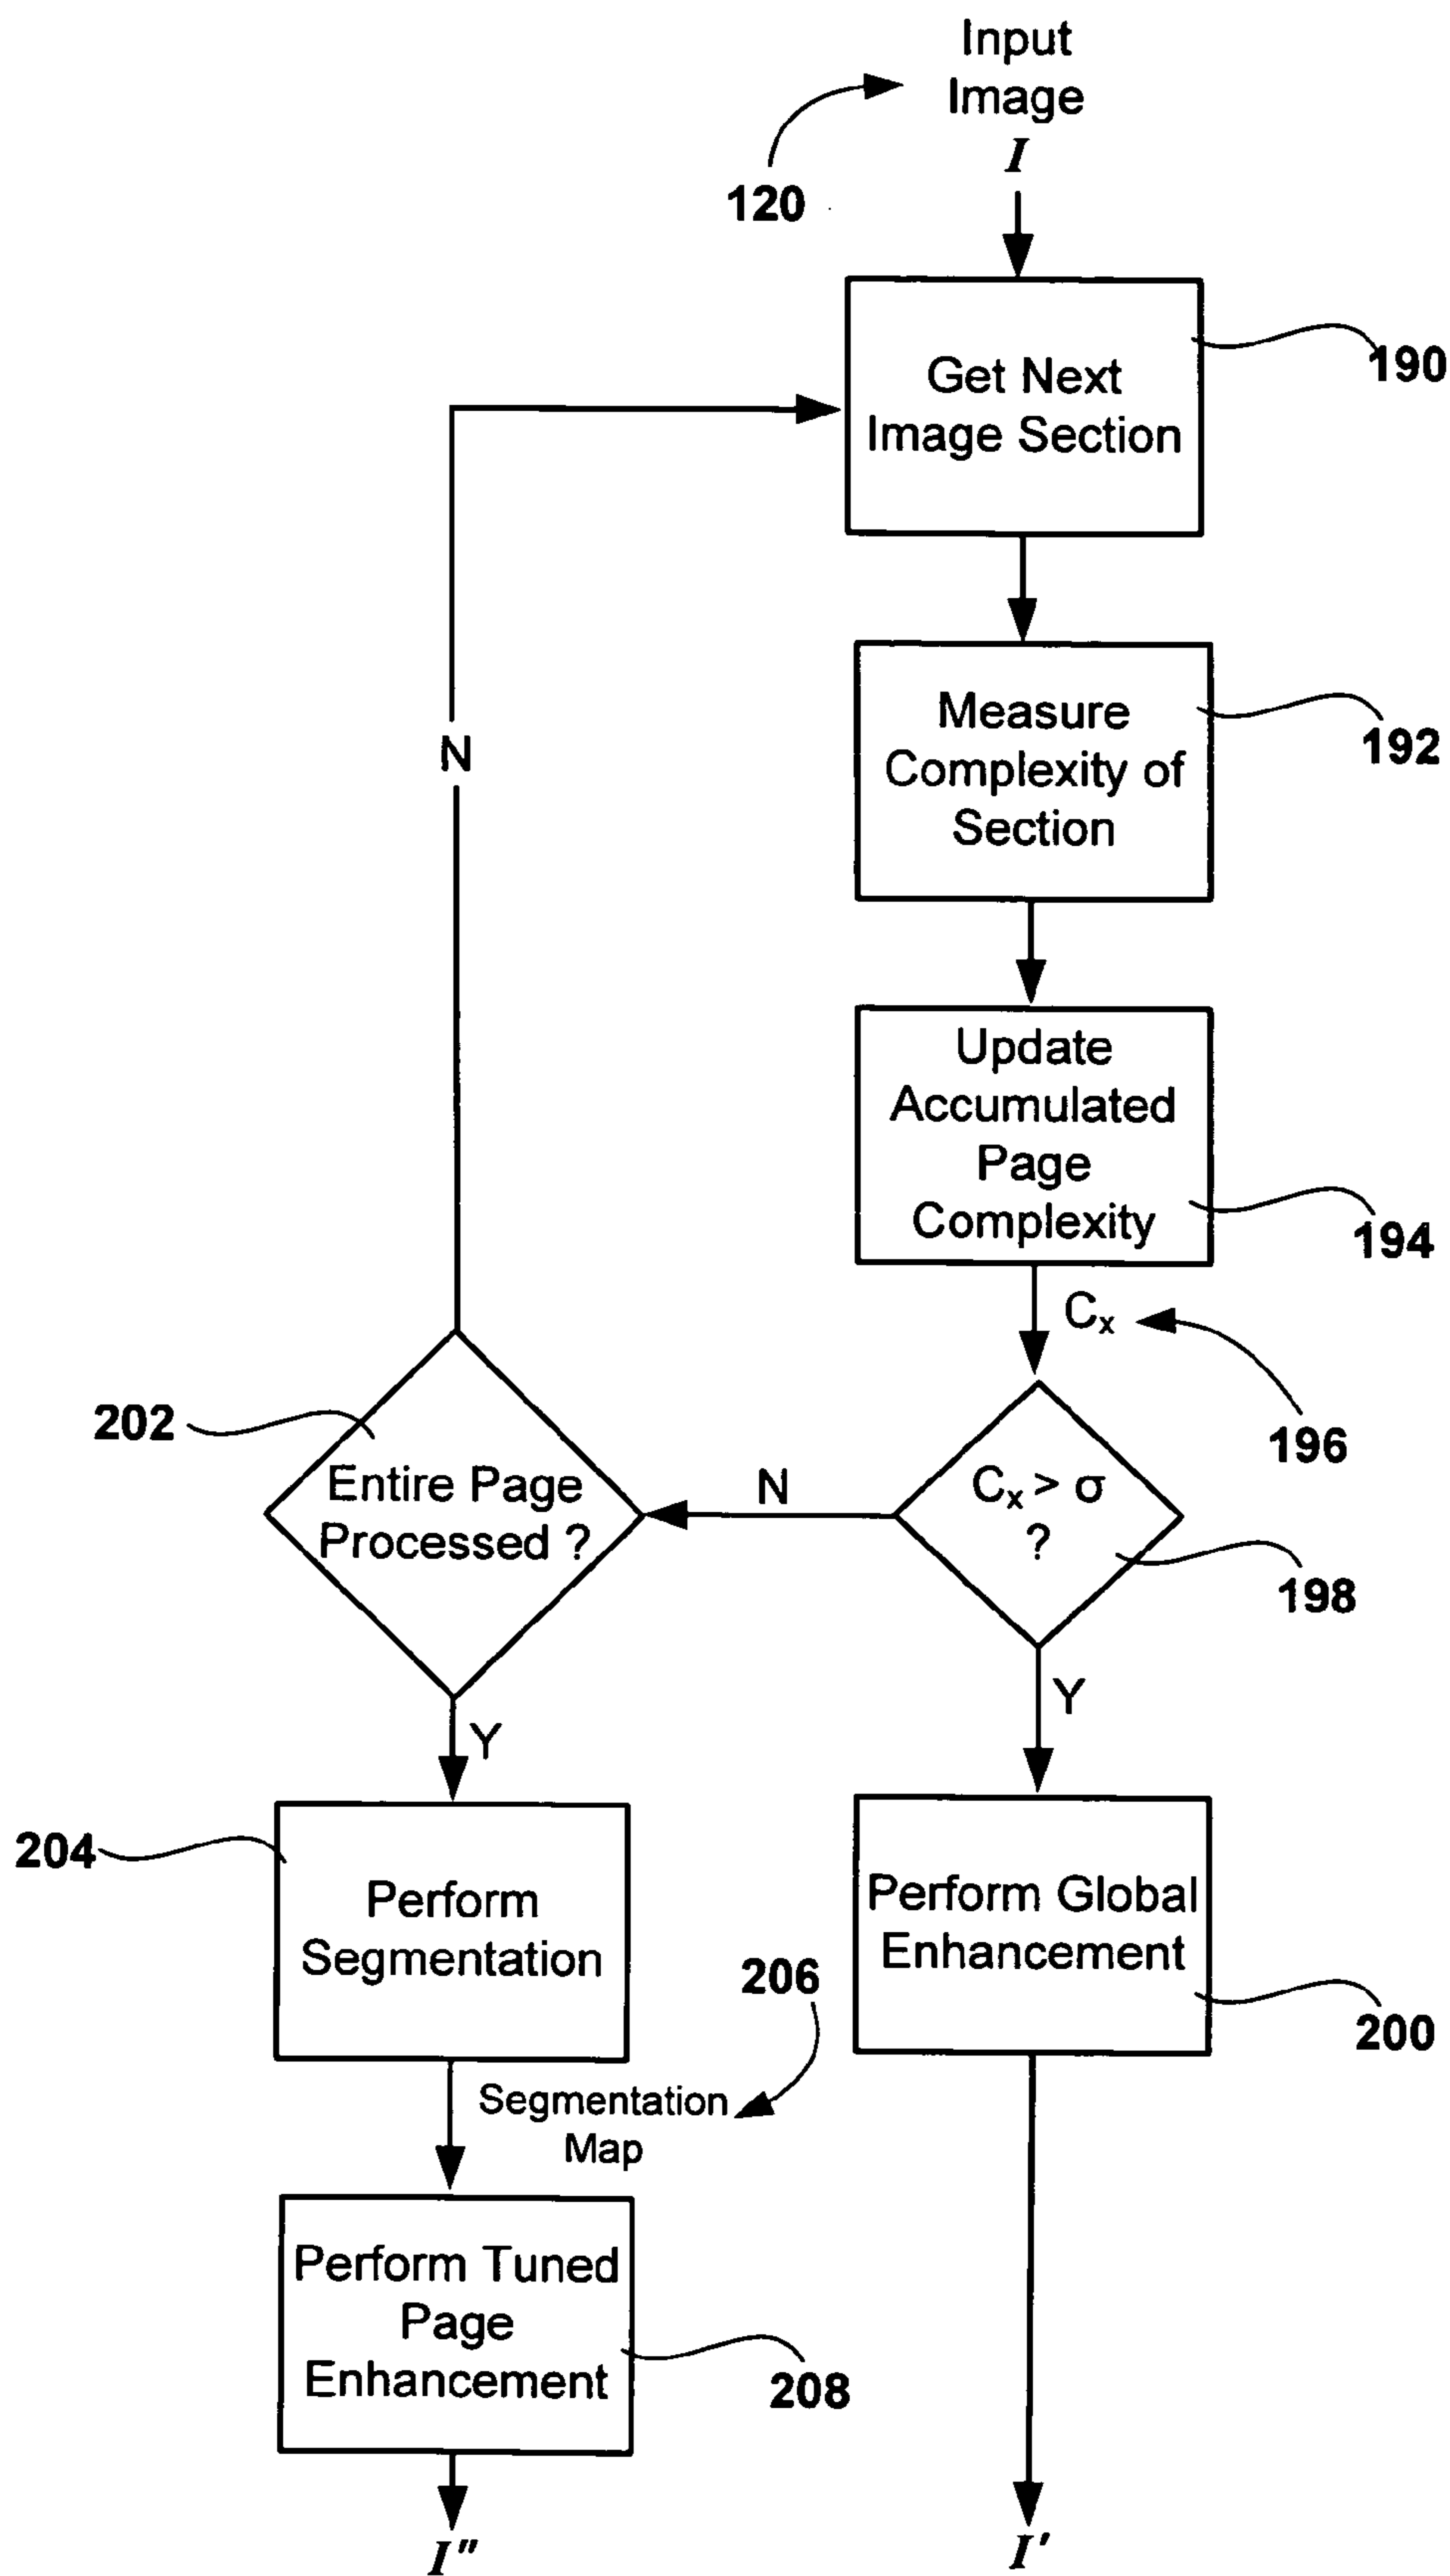 Input
Image
I
120
Get Next
Image Section
190
N
Measure
Complexity of
Section
192
Update
Accumulated
Page
Complexity
194
Cₓ
196
202
Entire Page
Processed ?
N
Cₓ > σ
?
198
Y
Y
204
Perform
Segmentation
Perform Global
Enhancement
200
206
Segmentation
Map
Perform Tuned
Page
Enhancement
208
I"
I'